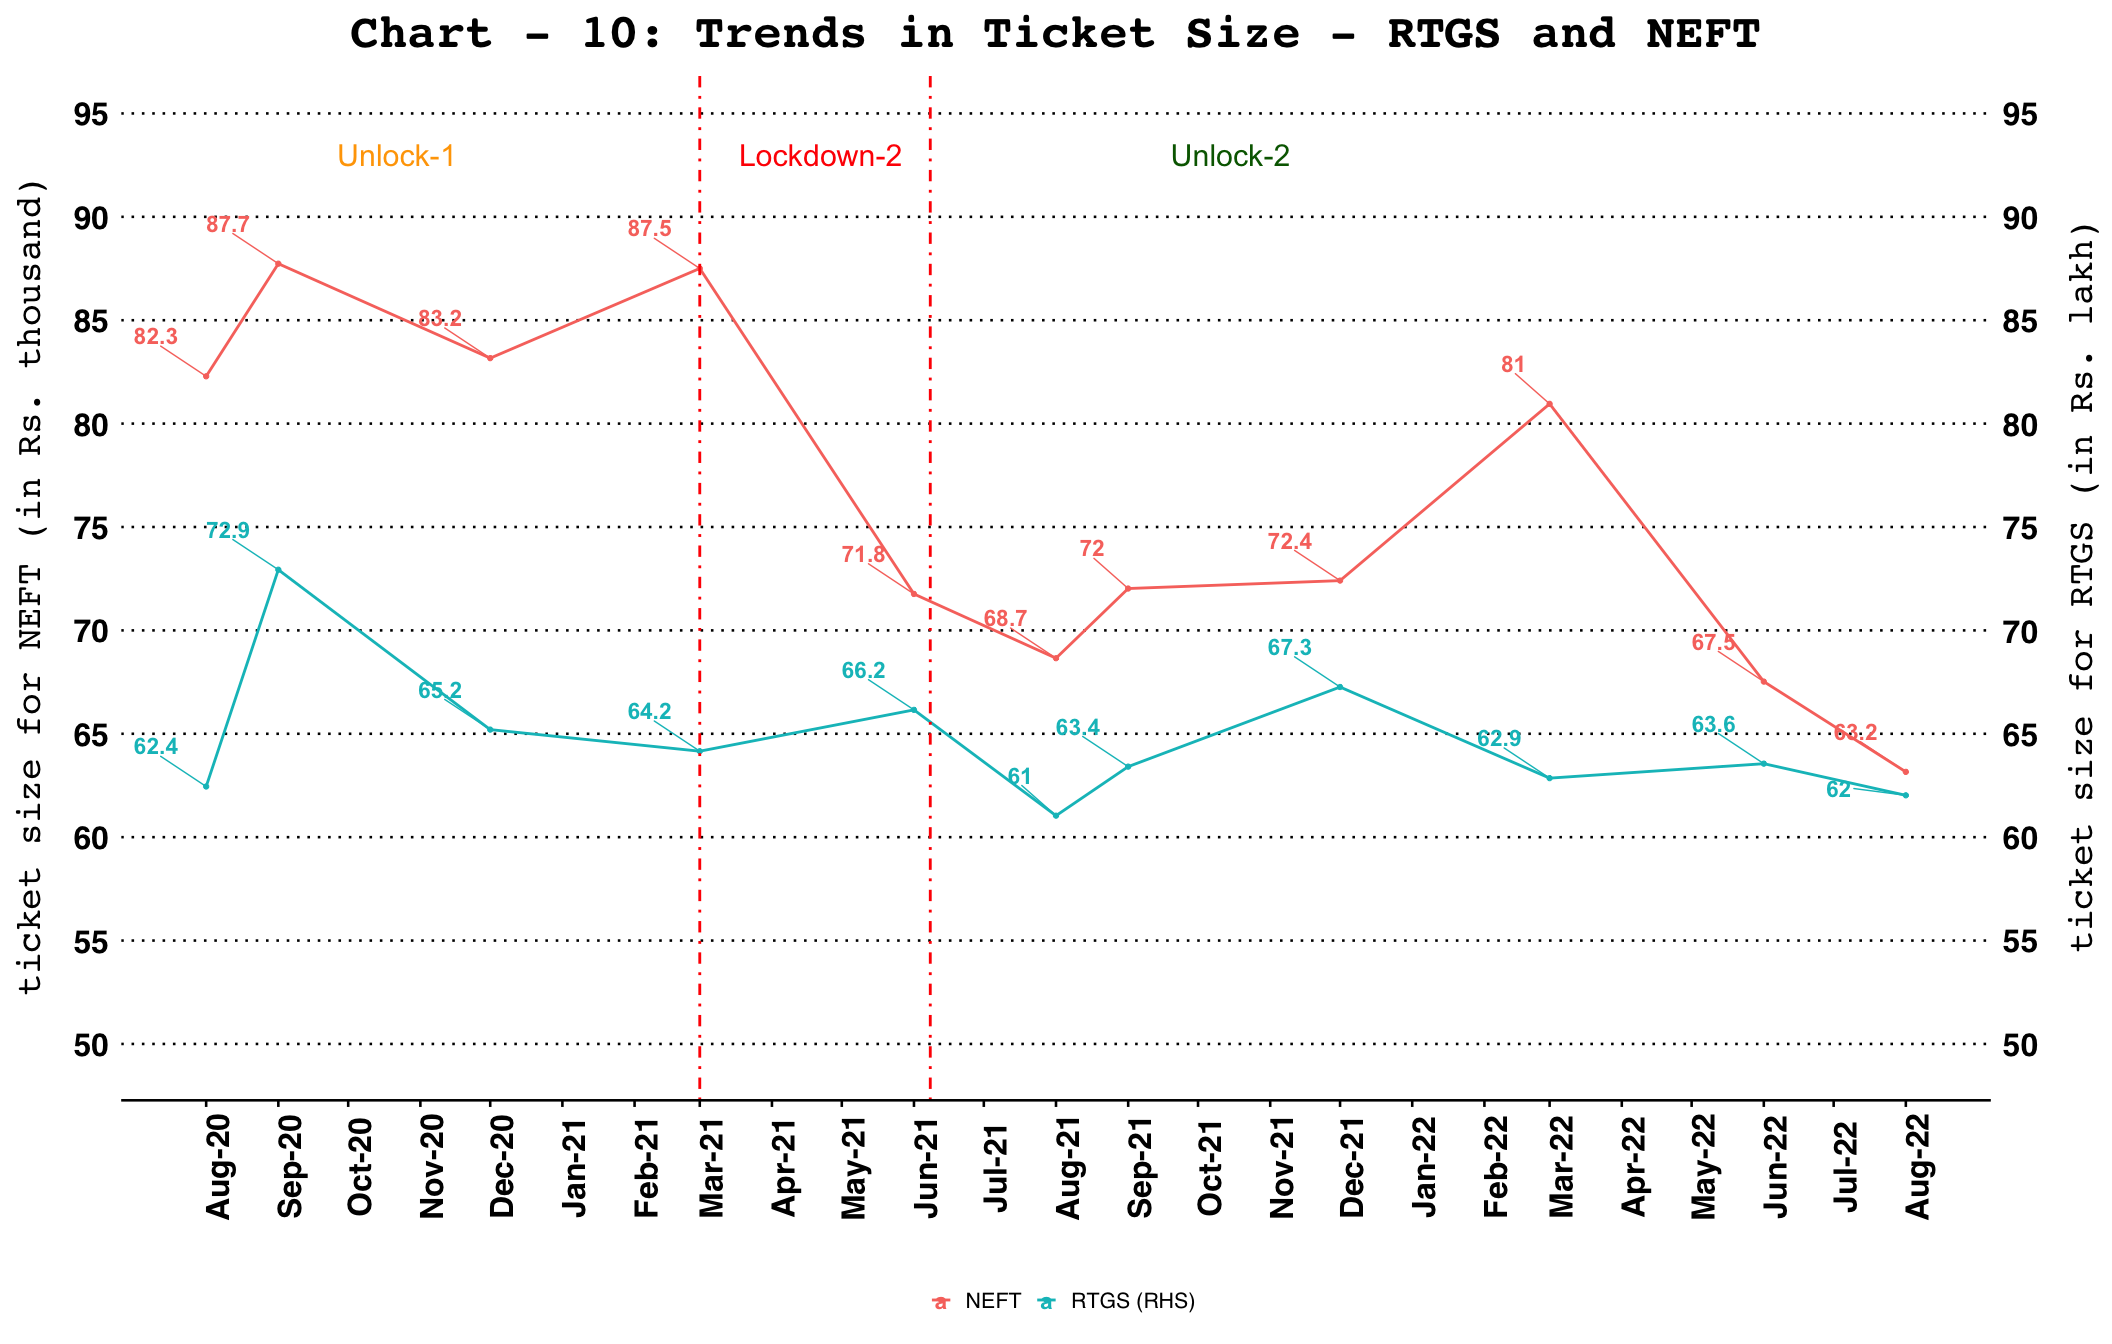 Chart - 10: Trends in Ticket Size - RTGS and NEFT
ticket size for NEFT (in Rs. thousand)
ticket size for RTGS (in Rs. lakh)
95
90
85
80
75
70
65
60
55
50
95
90
85
80
75
70
65
60
55
50
Unlock-1
Lockdown-2
Unlock-2
82.3
87.7
83.2
87.5
71.8
68.7
72
72.4
81
67.5
63.2
62.4
72.9
65.2
64.2
66.2
61
63.4
67.3
62.9
63.6
62
Aug-20
Sep-20
Oct-20
Nov-20
Dec-20
Jan-21
Feb-21
Mar-21
Apr-21
May-21
Jun-21
Jul-21
Aug-21
Sep-21
Oct-21
Nov-21
Dec-21
Jan-22
Feb-22
Mar-22
Apr-22
May-22
Jun-22
Jul-22
Aug-22
a NEFT a RTGS (RHS)